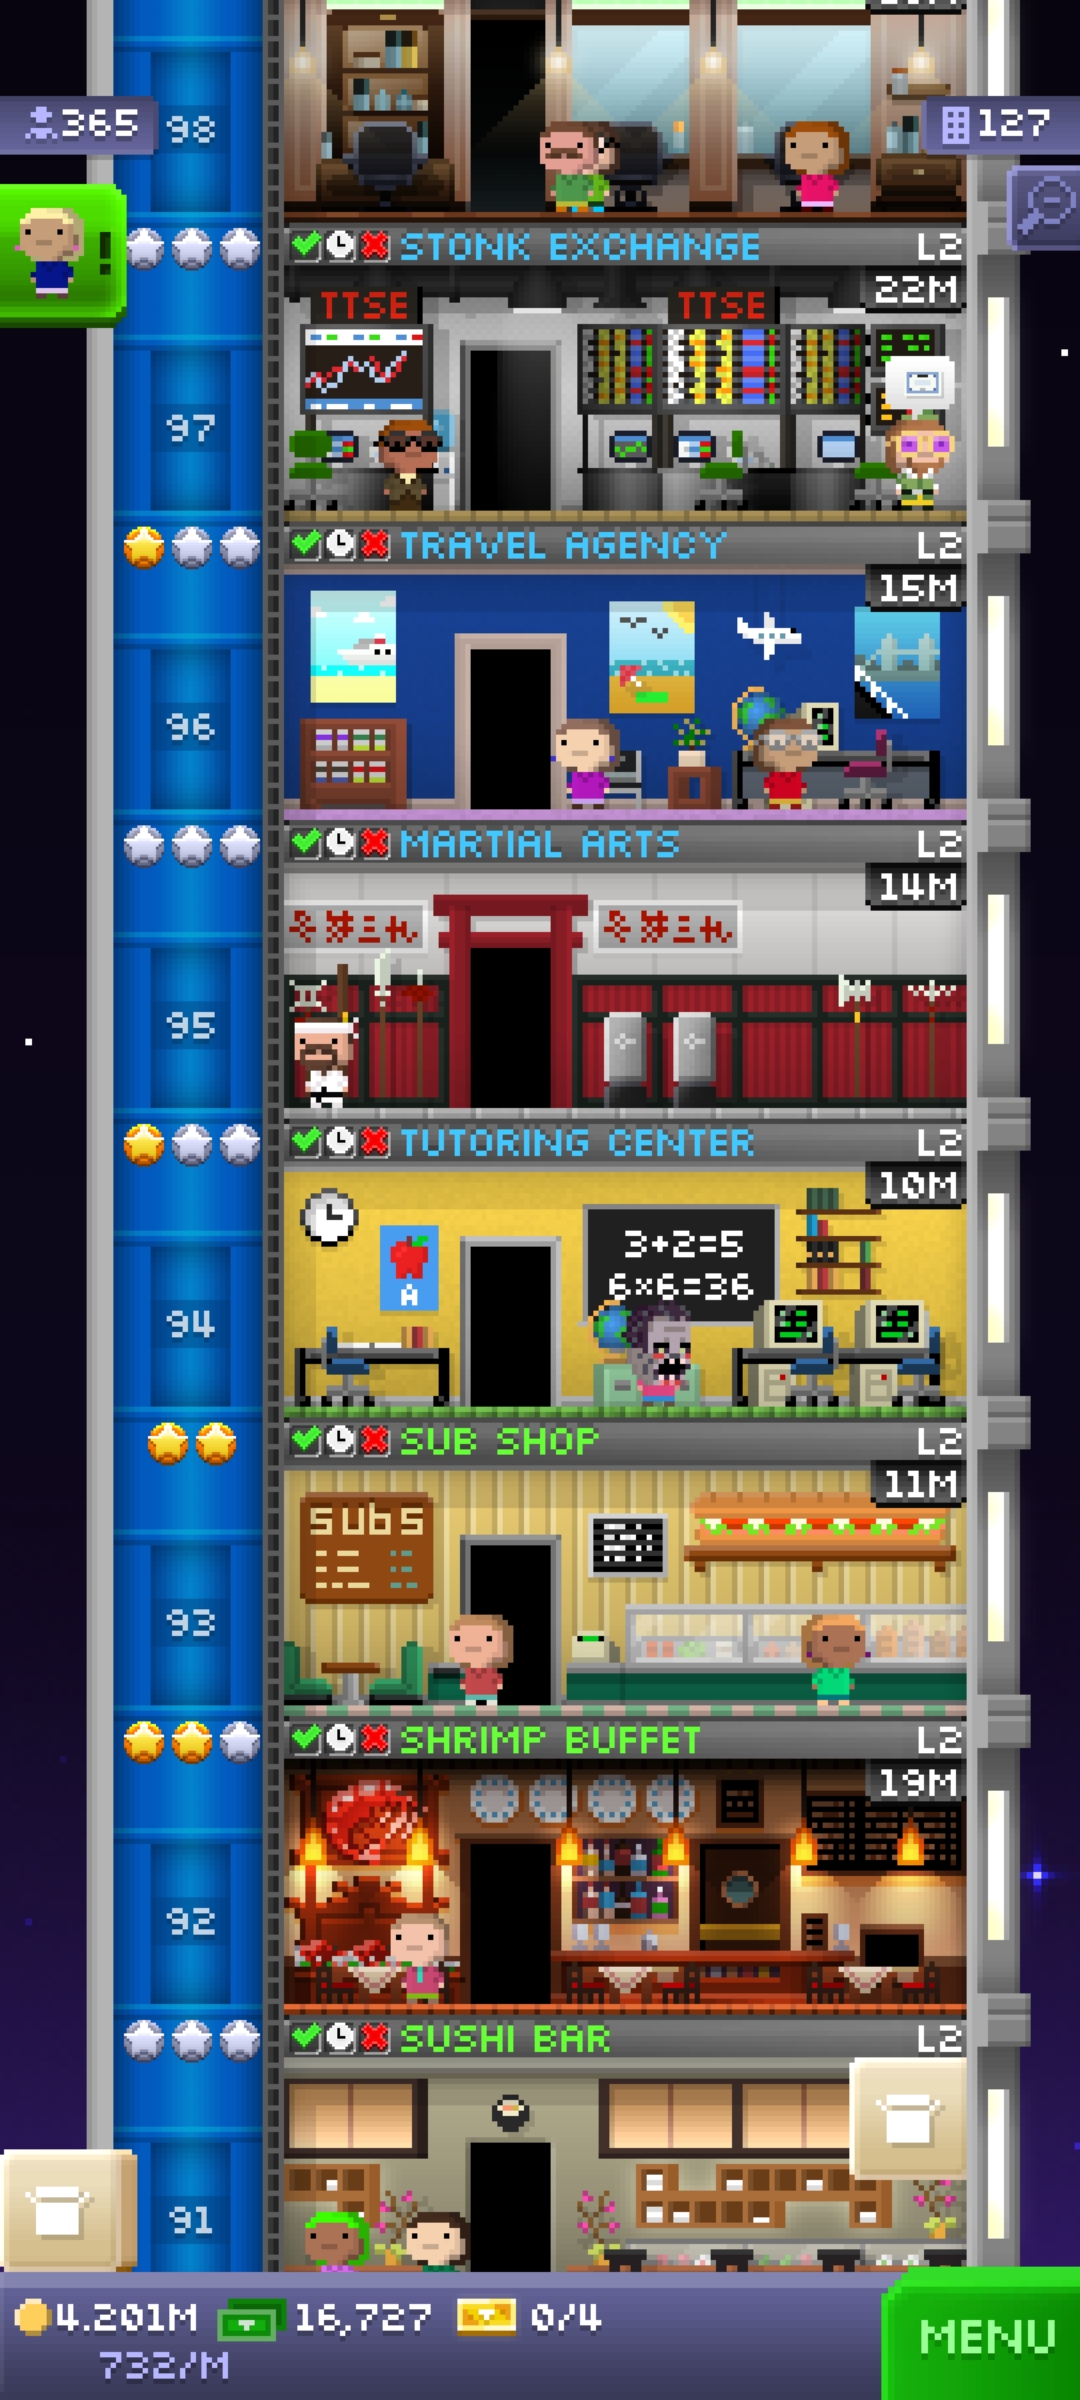 365
98
127
STONK EXCHANGE L2
22M
TTSE TTSE
97
TRAVEL AGENCY L2
15M
96
MARTIAL ARTS L2
14M
95
TUTORING CENTER L2
10M
3+2=5
6×6=36
A
94
SUB SHOP L2
11M
SUBS
93
SHRIMP BUFFET L2
19M
92
SUSHI BAR L2
91
4.201M 16,727 0/4
732/M
MENU